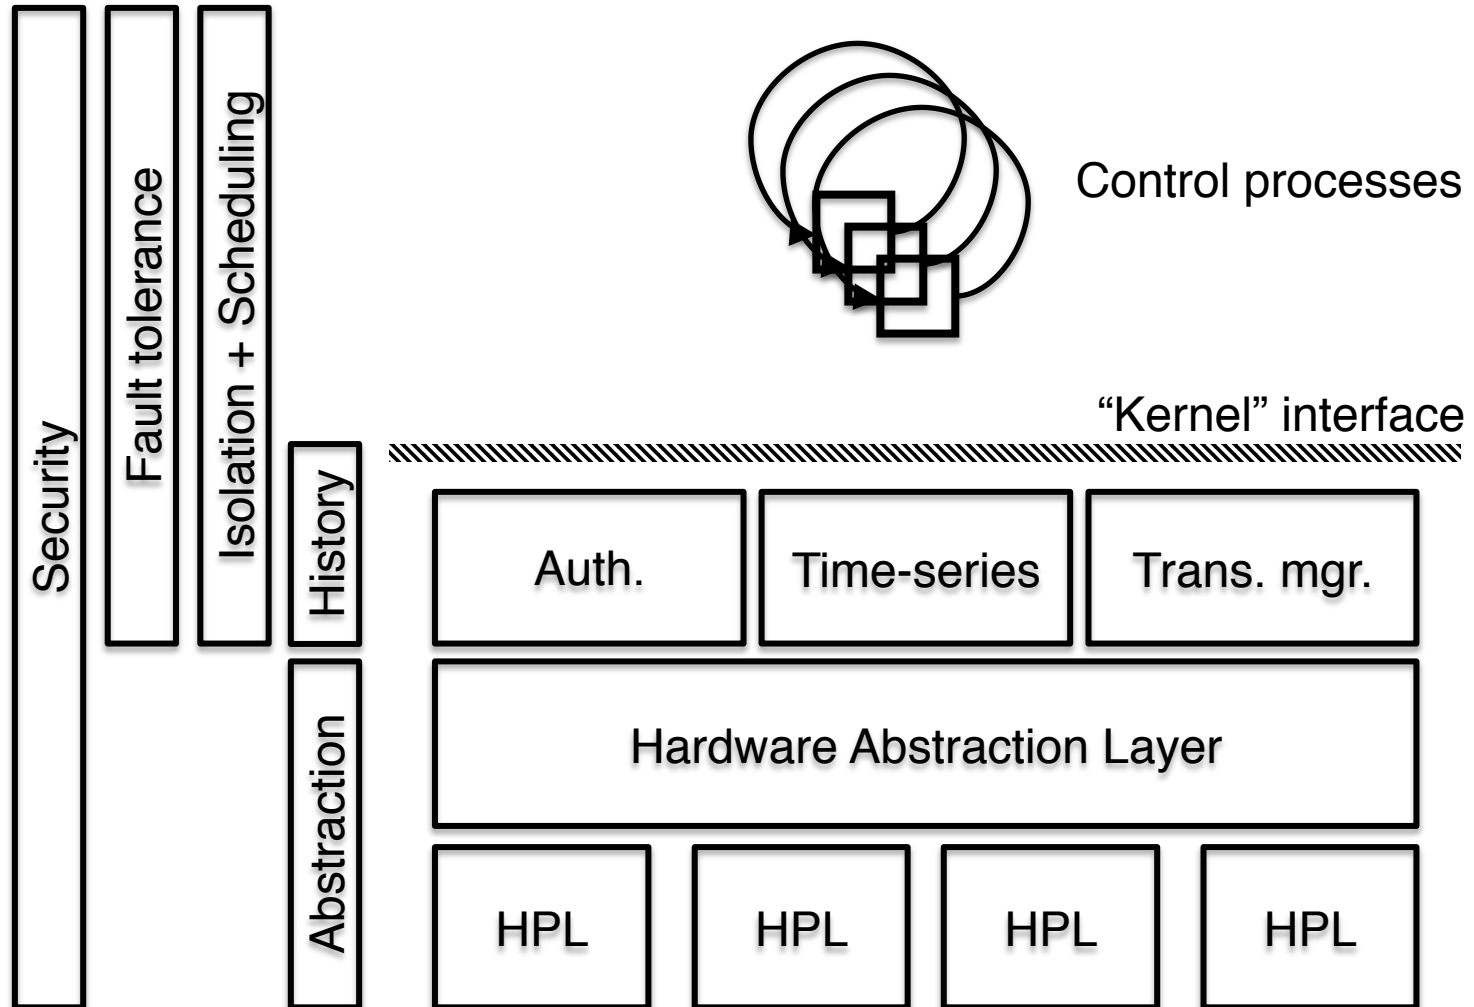 Security
Fault tolerance
Isolation + Scheduling
History
Abstraction
Control processes
“Kernel” interface
Auth.
Time-series
Trans. mgr.
Hardware Abstraction Layer
HPL
HPL
HPL
HPL